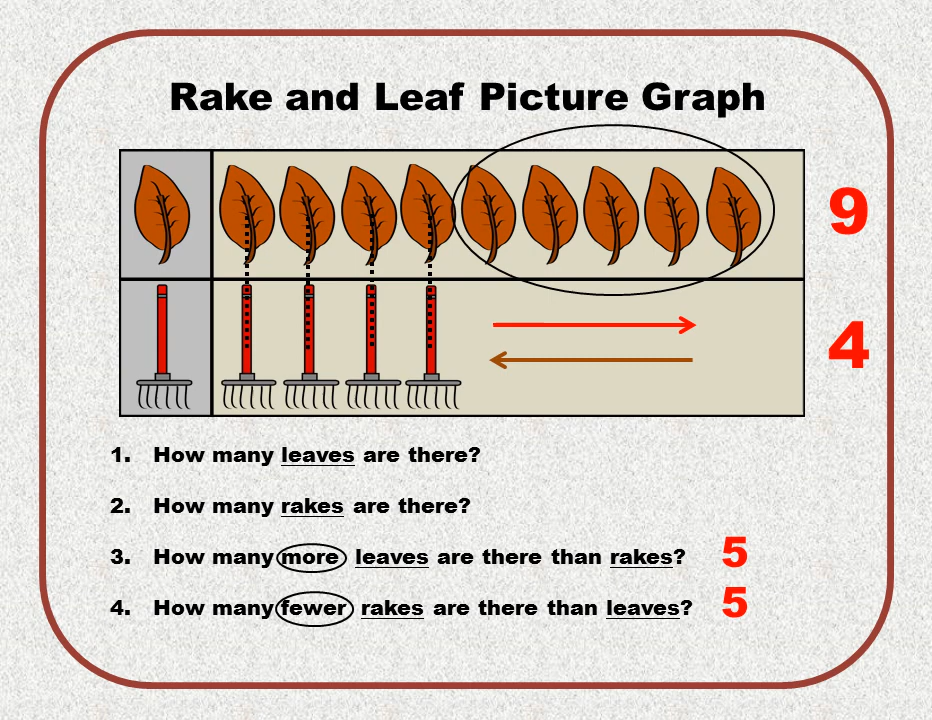 Rake and Leaf Picture Graph
9
4
1. How many leaves are there?
2. How many rakes are there?
3. How many more leaves are there than rakes? 5
4. How many fewer rakes are there than leaves? 5